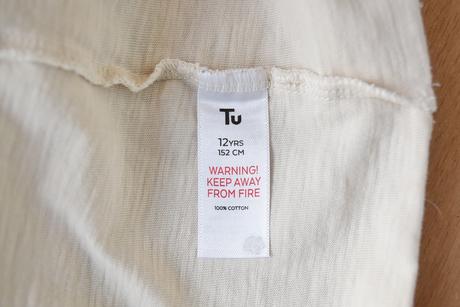 Tu
12YRS
152 CM
WARNING!
KEEP AWAY
FROM FIRE
100% COTTON